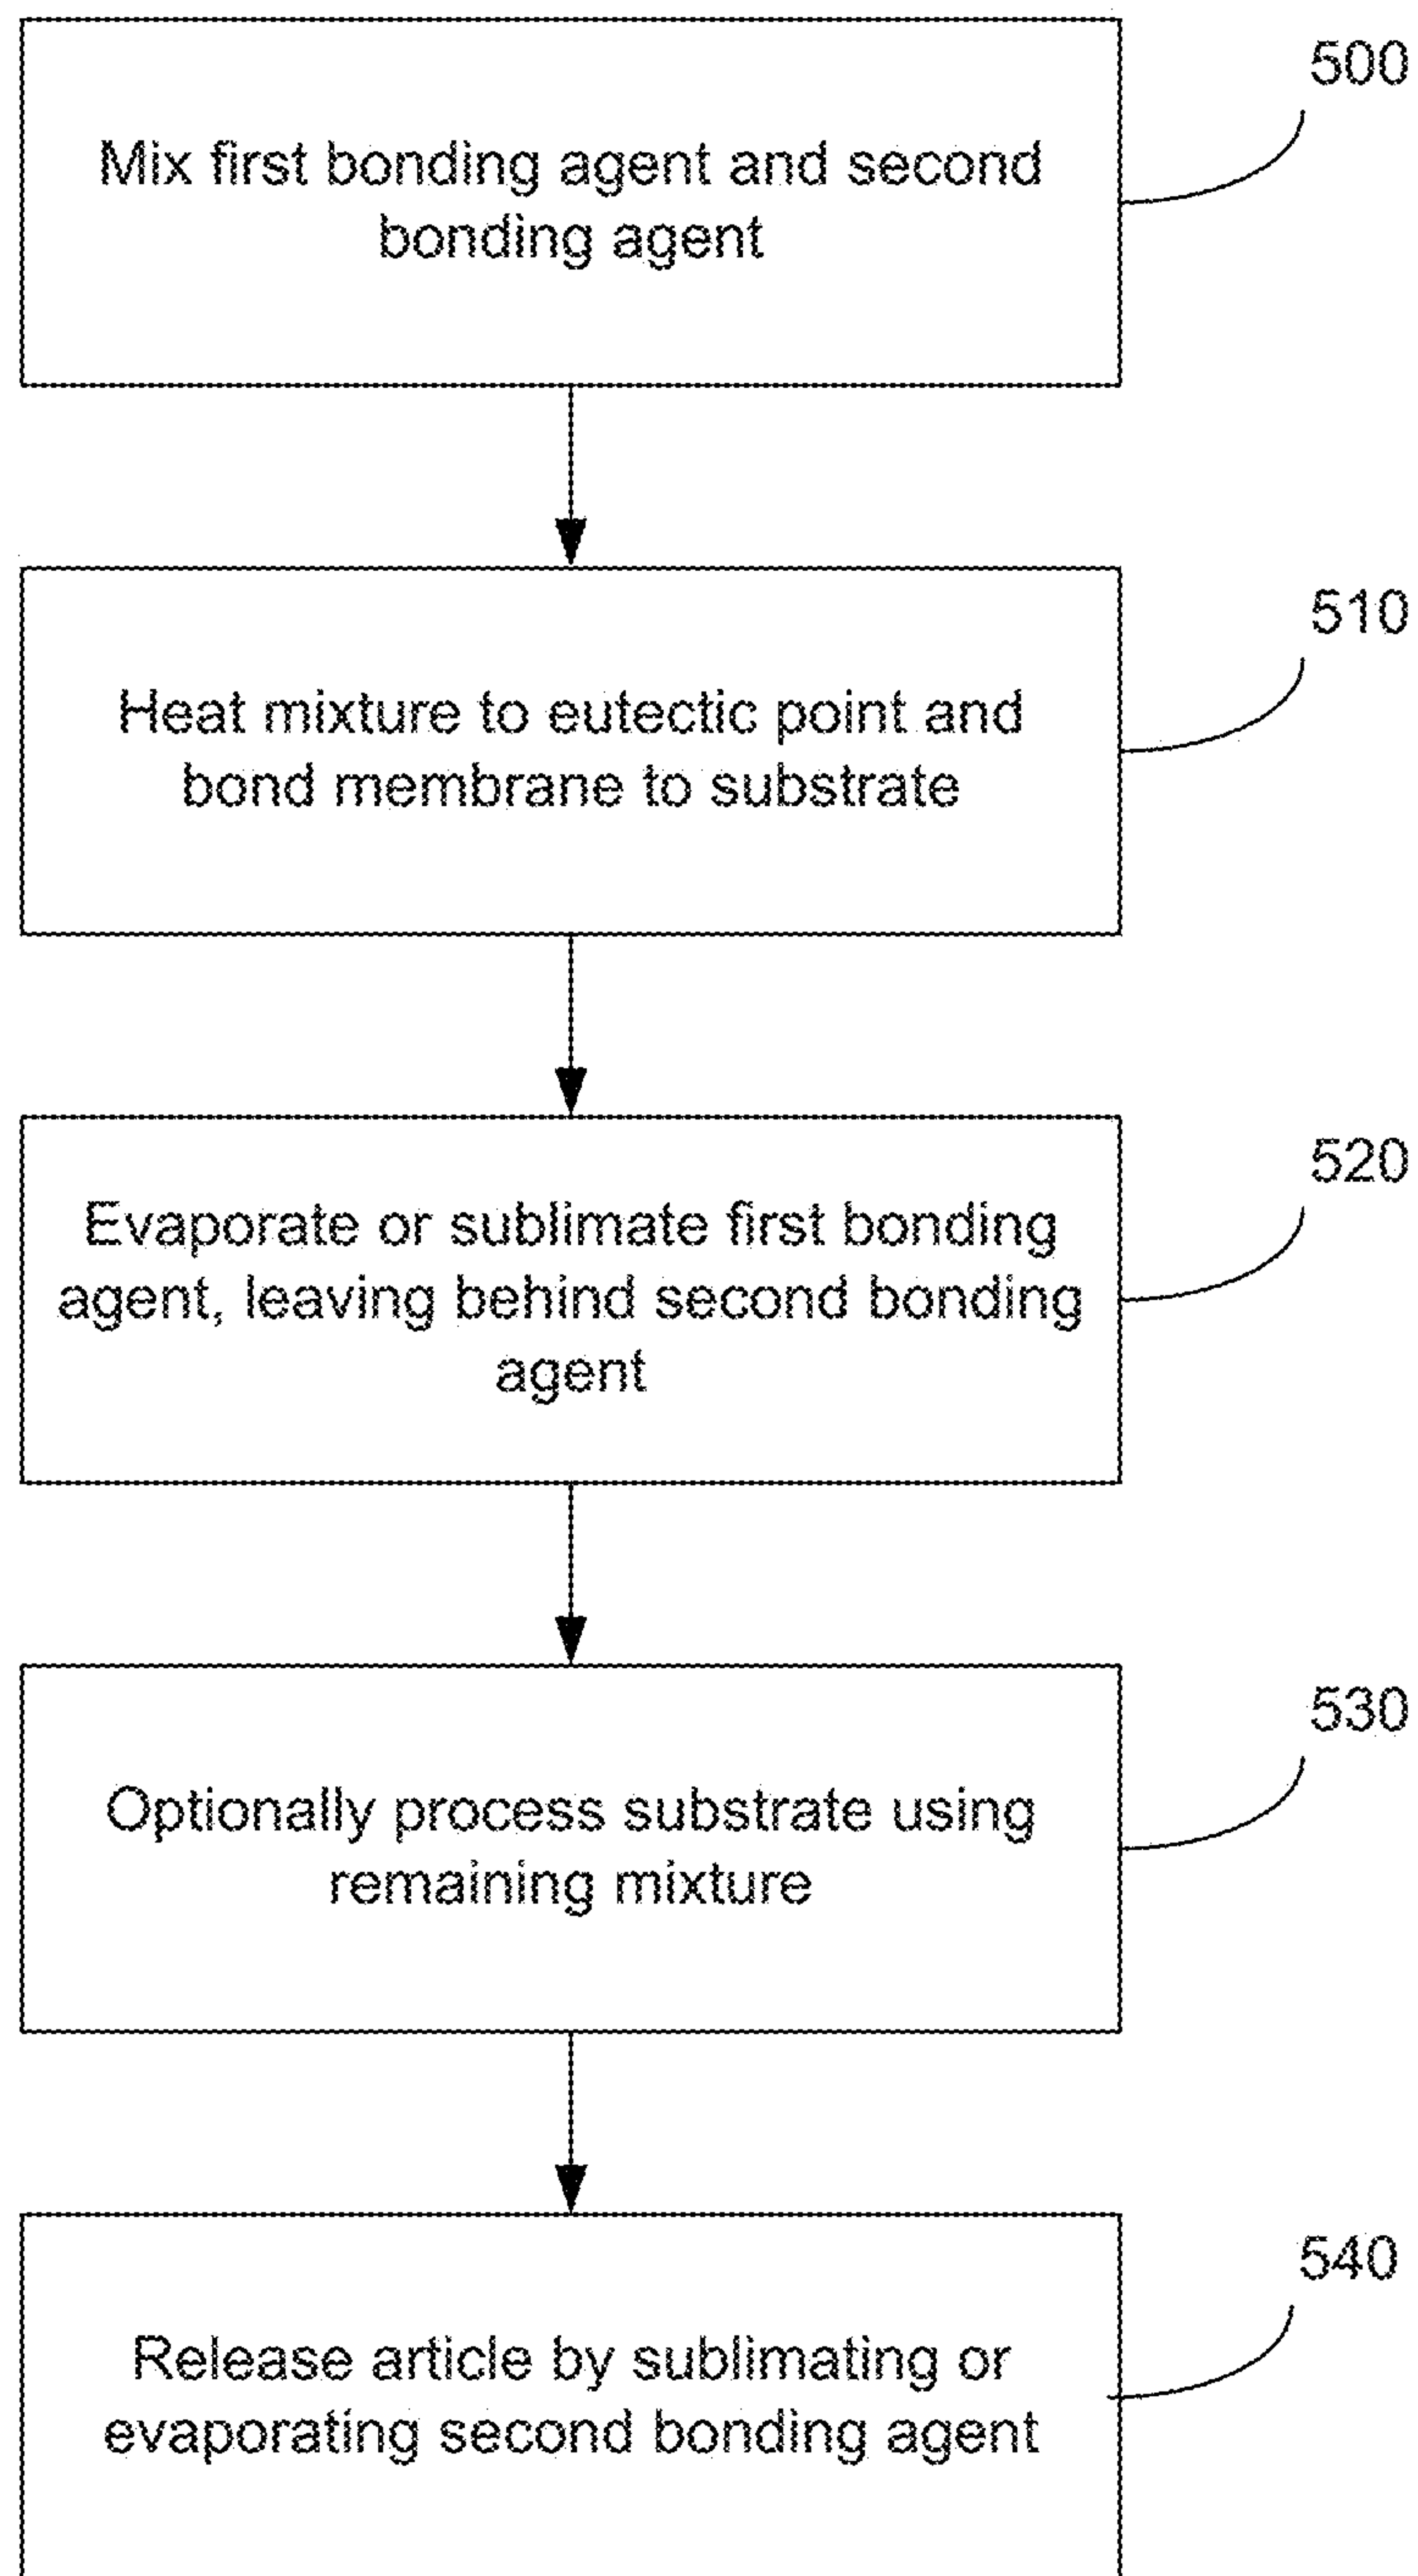 500
Mix first bonding agent and second
bonding agent
510
Heat mixture to eutectic point and
bond membrane to substrate
520
Evaporate or sublimate first bonding
agent, leaving behind second bonding
agent
530
Optionally process substrate using
remaining mixture
540
Release article by sublimating or
evaporating second bonding agent